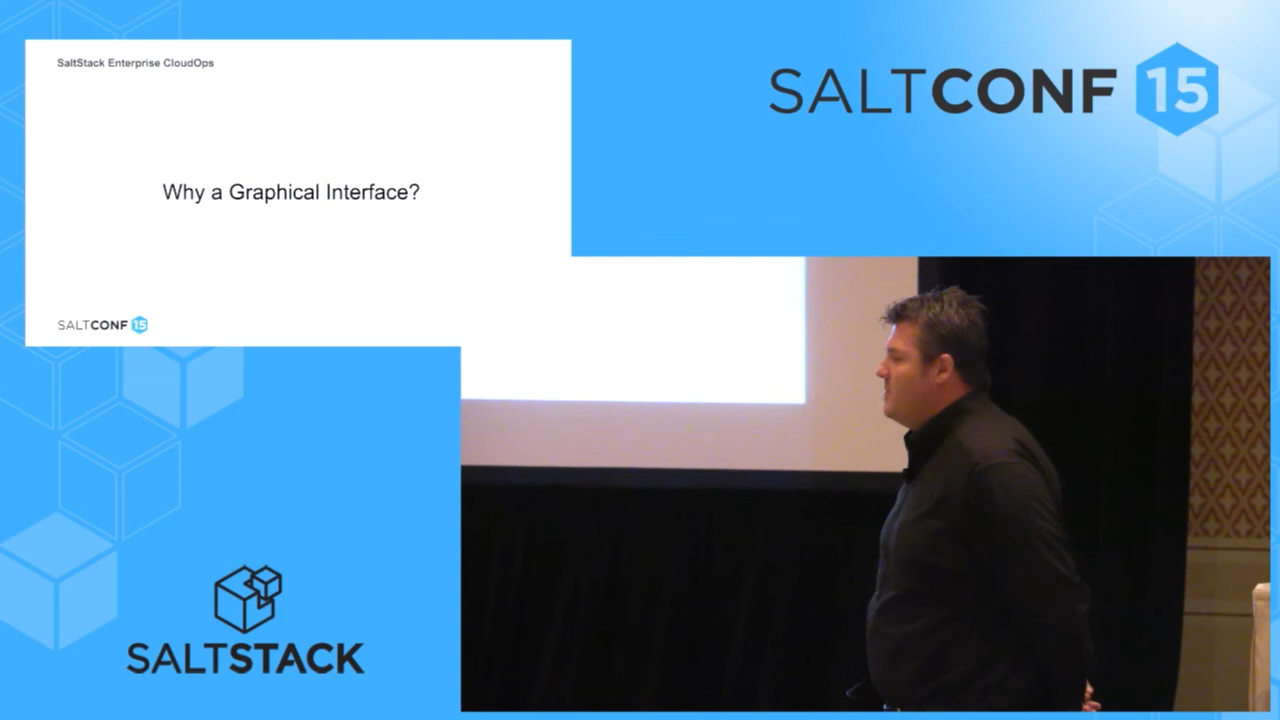 SaltStack Enterprise CloudOps
Why a Graphical Interface?
SALTCONF 15
SALTCONF 15
SALTSTACK